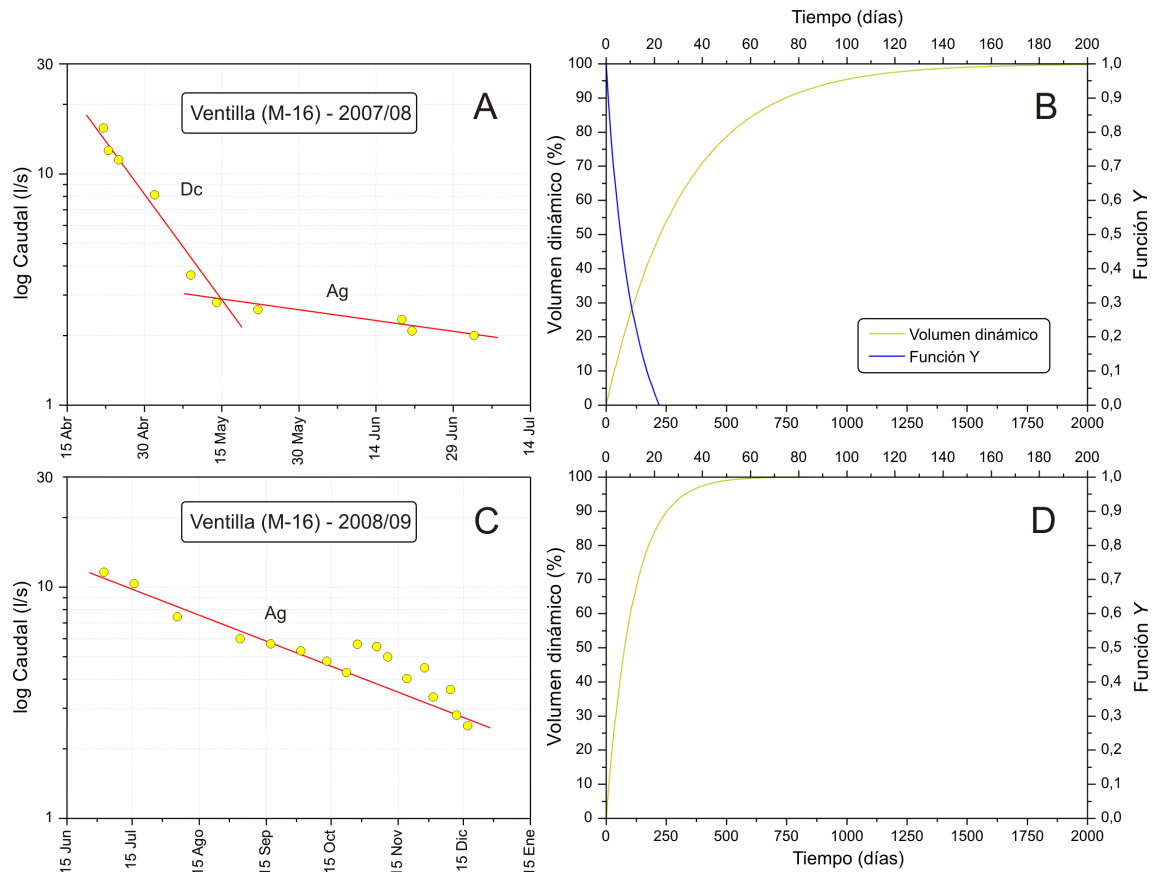 Ventilla (M-16) - 2007/08
A
Dc
Ag
log Caudal (l/s)
30
10
1
15 Abr
30 Abr
15 May
30 May
14 Jun
29 Jun
14 Jul
Tiempo (días)
0 20 40 60 80 100 120 140 160 180 200
B
Volumen dinámico (%)
100
90
80
70
60
50
40
30
20
10
0
Función Y
1,0
0,9
0,8
0,7
0,6
0,5
0,4
0,3
0,2
0,1
0,0
Volumen dinámico
Función Y
0 250 500 750 1000 1250 1500 1750 2000
Ventilla (M-16) - 2008/09
C
Ag
log Caudal (l/s)
30
10
1
15 Jun
15 Jul
15 Ago
15 Sep
15 Oct
15 Nov
15 Dic
15 Ene
0 20 40 60 80 100 120 140 160 180 200
D
Volumen dinámico (%)
100
90
80
70
60
50
40
30
20
10
0
Función Y
1,0
0,9
0,8
0,7
0,6
0,5
0,4
0,3
0,2
0,1
0,0
0 250 500 750 1000 1250 1500 1750 2000
Tiempo (días)